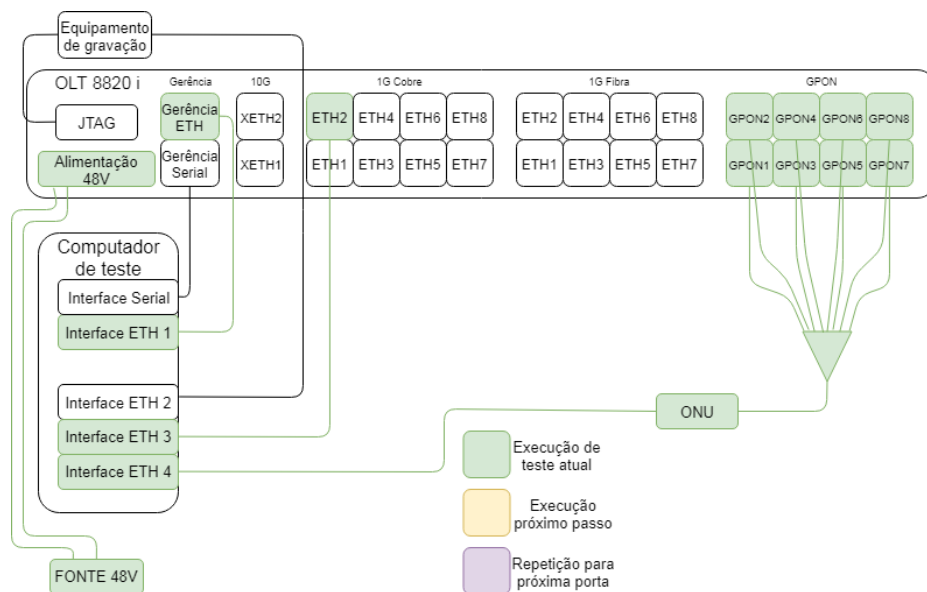 Equipamento
de gravação
OLT 8820 i
Gerência
10G
1G Cobre
1G Fibra
GPON
JTAG
Gerência
ETH
XETH2
ETH2
ETH4
ETH6
ETH8
ETH2
ETH4
ETH6
ETH8
GPON2
GPON4
GPON6
GPON8
Alimentação
48V
Gerência
Serial
XETH1
ETH1
ETH3
ETH5
ETH7
ETH1
ETH3
ETH5
ETH7
GPON1
GPON3
GPON5
GPON7
Computador
de teste
Interface Serial
Interface ETH 1
Interface ETH 2
Interface ETH 3
Interface ETH 4
ONU
Execução de
teste atual
Execução
próximo passo
Repetição para
próxima porta
FONTE 48V